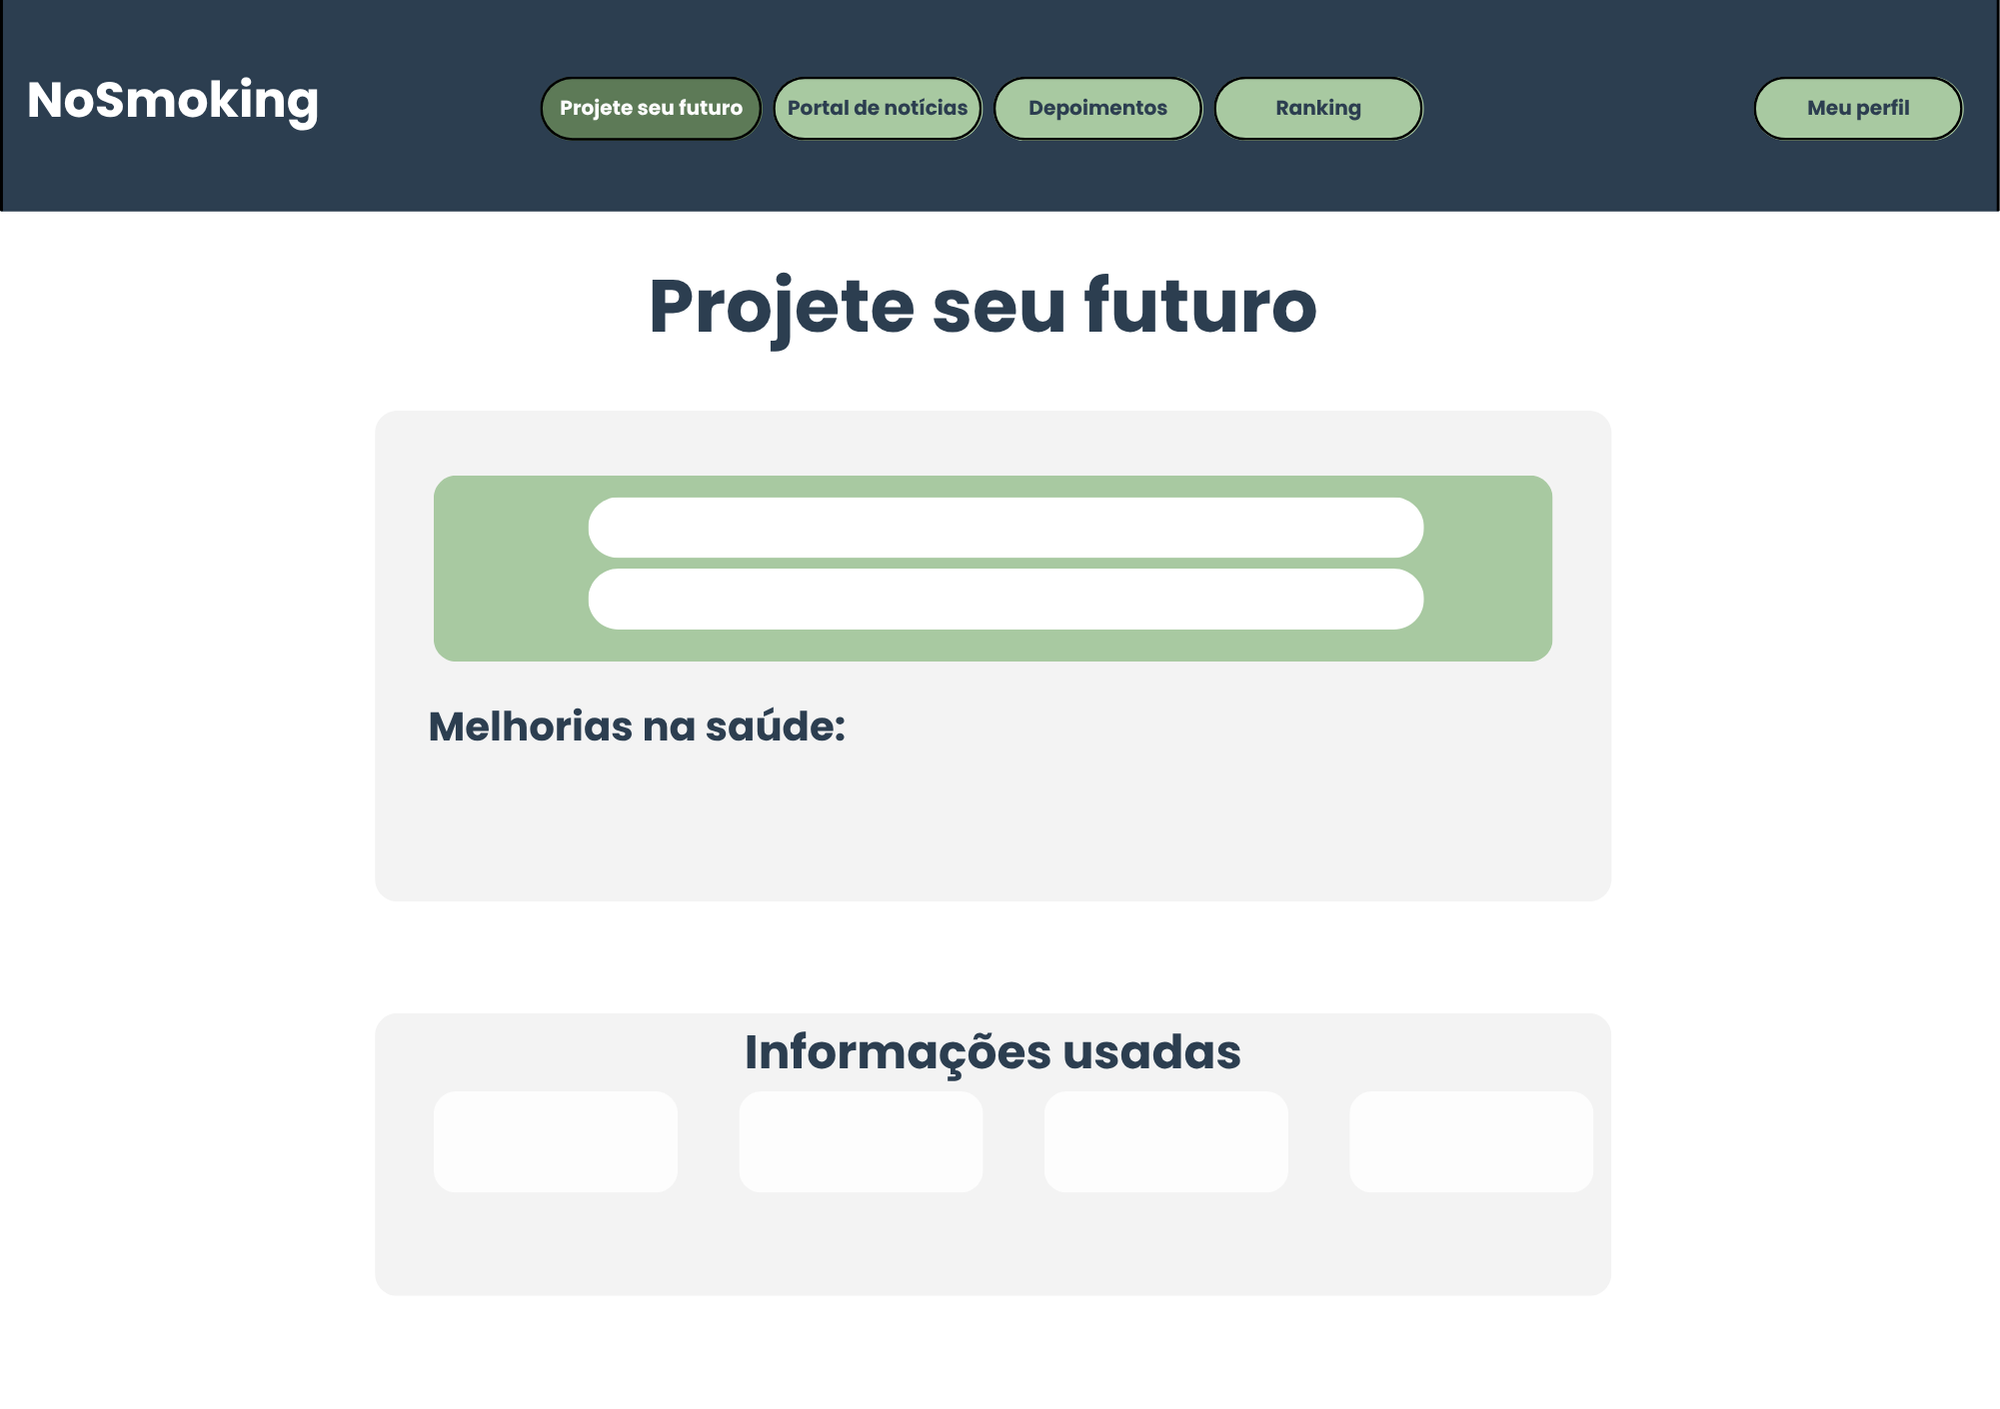 NoSmoking
Projete seu futuro
Portal de notícias
Depoimentos
Ranking
Meu perfil
Projete seu futuro
Melhorias na saúde:
Informações usadas